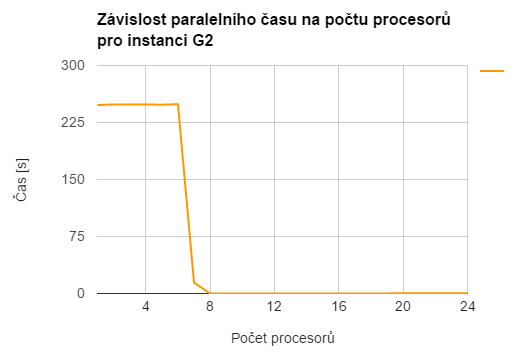 Závislost paralelního času na počtu procesorů
pro instanci G2
300
225
150
75
0
Čas [s]
4 8 12 16 20 24
Počet procesorů